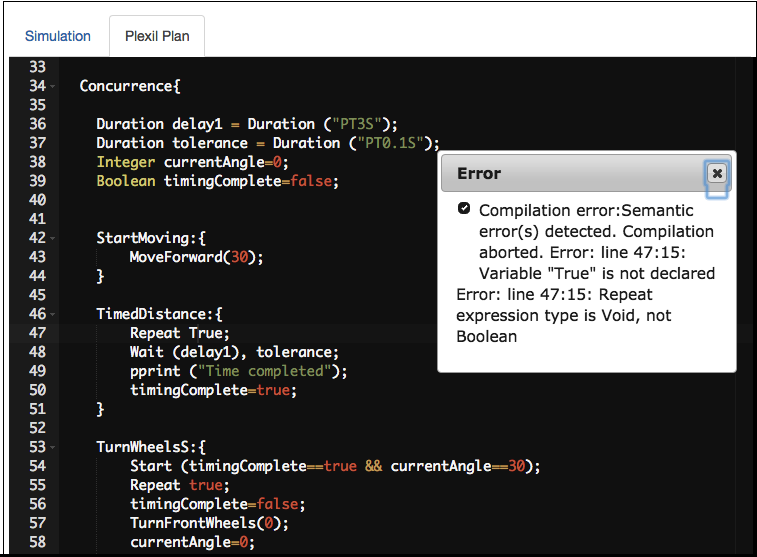 Simulation
Plexil Plan
33
34 Concurrence{
35
36 Duration delay1 = Duration ("PT3S");
37 Duration tolerance = Duration ("PT0.1S");
38 Integer currentAngle=0;
39 Boolean timingComplete=false;
40
41
42 StartMoving:{
43 MoveForward(30);
44 }
45
46 TimedDistance:{
47 Repeat True;
48 Wait (delay1), tolerance;
49 pprint ("Time completed");
50 timingComplete=true;
51 }
52
53 TurnWheelsS:{
54 Start (timingComplete==true && currentAngle==30);
55 Repeat true;
56 timingComplete=false;
57 TurnFrontWheels(0);
58 currentAngle=0;
Error
Compilation error:Semantic
error(s) detected. Compilation
aborted. Error: line 47:15:
Variable "True" is not declared
Error: line 47:15: Repeat
expression type is Void, not
Boolean